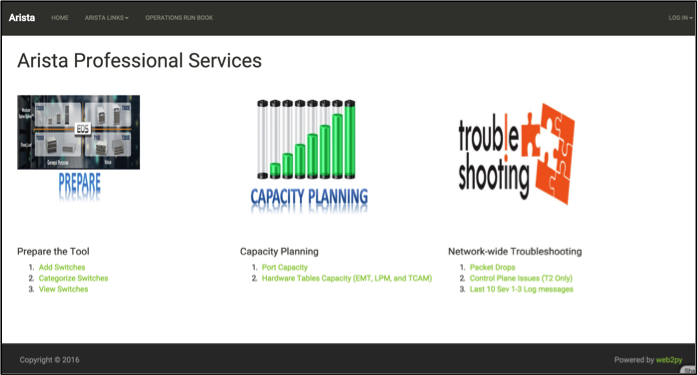 Arista
HOME
ARISTA LINKS
OPERATIONS RUN BOOK
LOG IN
Arista Professional Services
EOS
PREPARE
CAPACITY PLANNING
trouble
shooting
Prepare the Tool
1. Add Switches
2. Categorize Switches
3. View Switches
Capacity Planning
1. Port Capacity
2. Hardware Tables Capacity (EMT, LPM, and TCAM)
Network-wide Troubleshooting
1. Packet Drops
2. Control Plane Issues (T2 Only)
3. Last 10 Sev 1-3 Log messages
Copyright © 2016
Powered by web2py